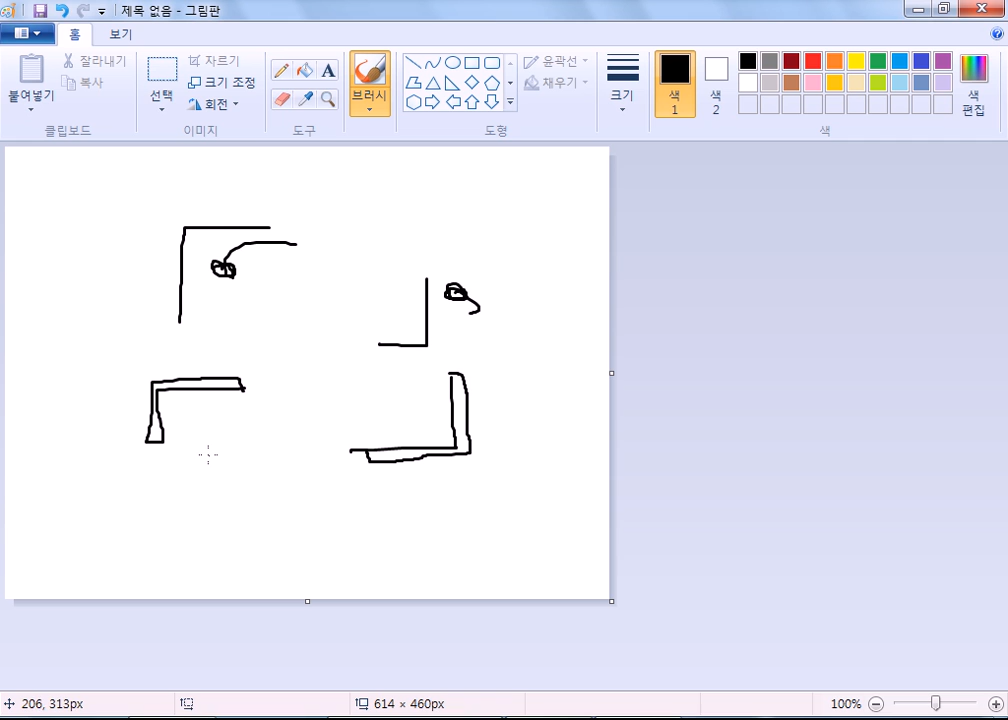 제목 없음 - 그림판
홈 보기
붙여넣기
잘라내기
복사
클립보드
선택
자르기
크기 조정
회전
이미지
A
도구
브러시
윤곽선
채우기
도형
크기
색
1
색
2
색
편집
색
206, 313px
614 × 460px
100%